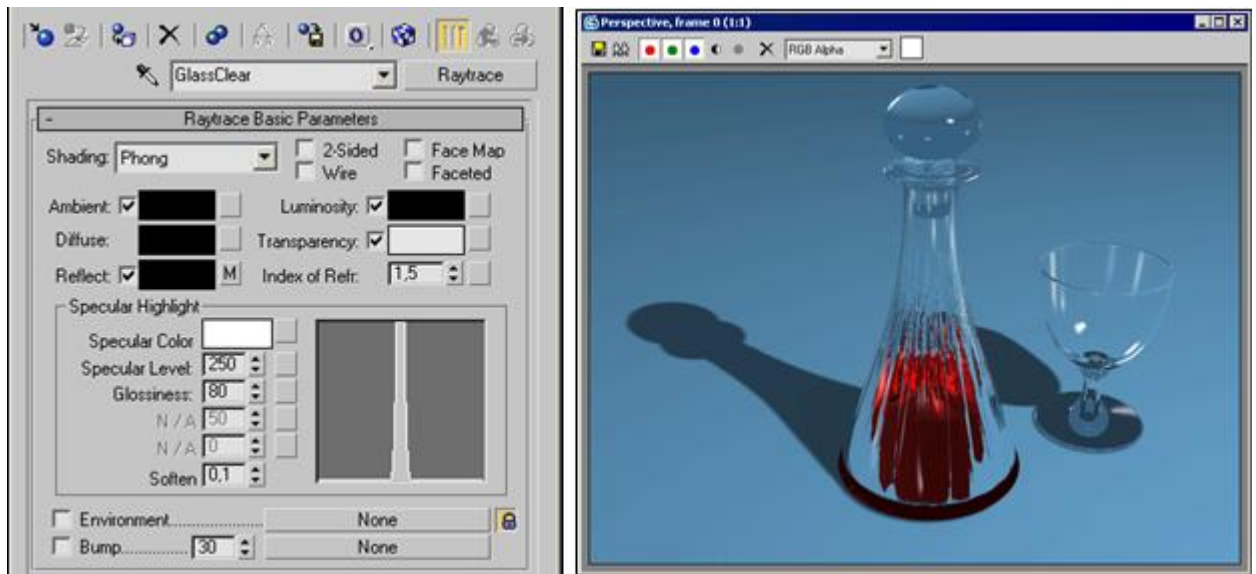 GlassClear Raytrace
- Raytrace Basic Parameters
Shading: Phong 2-Sided Face Map
Wire Faceted
Ambient: Luminosity:
Diffuse: Transparency:
Reflect: M Index of Refr: 1,5
Specular Highlight
Specular Color
Specular Level: 250
Glossiness: 80
N / A 50
N / A 0
Soften 0,1
Environment..................... None
Bump.............. 30 None
Perspective, frame 0 (1:1)
RGB Alpha